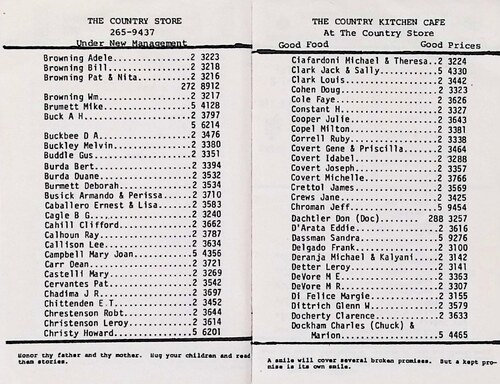 THE COUNTRY STORE
265-9437
Under New Management
Browning Adele..........2 3223
Browning Bill...........2 3218
Browning Pat & Nita.....2 3216
272 8912
Browning Wm.............2 3217
Brumett Mike............5 4128
Buck A H................2 3797
5 6214
Buckbee D A.............2 3476
Buckley Melvin..........2 3380
Buddle Gus..............2 3351
Burda Bert..............2 3394
Burda Duane.............2 3532
Burmett Deborah.........2 3534
Busick Armando & Perissa..2 3710
Caballero Ernest & Lisa...2 3583
Cagle B G...............2 3240
Cahill Clifford.........2 3662
Calhoun Ray.............2 3787
Callison Lee............2 3634
Campbell Mary Joan......5 4356
Carr Dean...............2 3721
Castelli Mary...........2 3269
Cervantes Pat...........2 3542
Chadima J R.............2 3697
Chittenden E T..........2 3452
Chrestenson Robt........2 3644
Christenson Leroy.......2 3614
Christy Howard..........5 6201
Honor thy father and thy mother. Hug your children and read
them stories.
THE COUNTRY KITCHEN CAFE
At The Country Store
Good Food Good Prices
Ciafardoni Michael & Theresa..2 3224
Clark Jack & Sally......5 4330
Clark Louis.............2 3442
Cohen Doug..............2 3323
Cole Faye...............2 3626
Constant H..............2 3327
Cooper Julie............2 3643
Copel Milton............2 3381
Correll Ruby............2 3338
Covert Gene & Priscilla...2 3464
Covert Idabel...........2 3288
Covert Joseph...........2 3357
Covert Michelle.........2 3766
Crettol James...........2 3569
Crews Jane..............2 3425
Chroman Jeff............5 9454
Dachtler Don (Doc)..... 288 3257
D'Arata Eddie...........2 3616
Dassman Sandra..........5 9276
Delgado Frank...........2 3100
Deranja Michael & Kalyani...2 3142
Detter Leroy............2 3141
DeVore M E..............2 3363
DeVore M R..............2 3307
Di Felice Margie........2 3155
Dittrich Glenn W........2 3579
Docherty Clarence.......2 3633
Dockham Charles (Chuck) &
Marion..................5 4465
A smile will cover several broken promises. But a kept pro-
mise is its own smile.